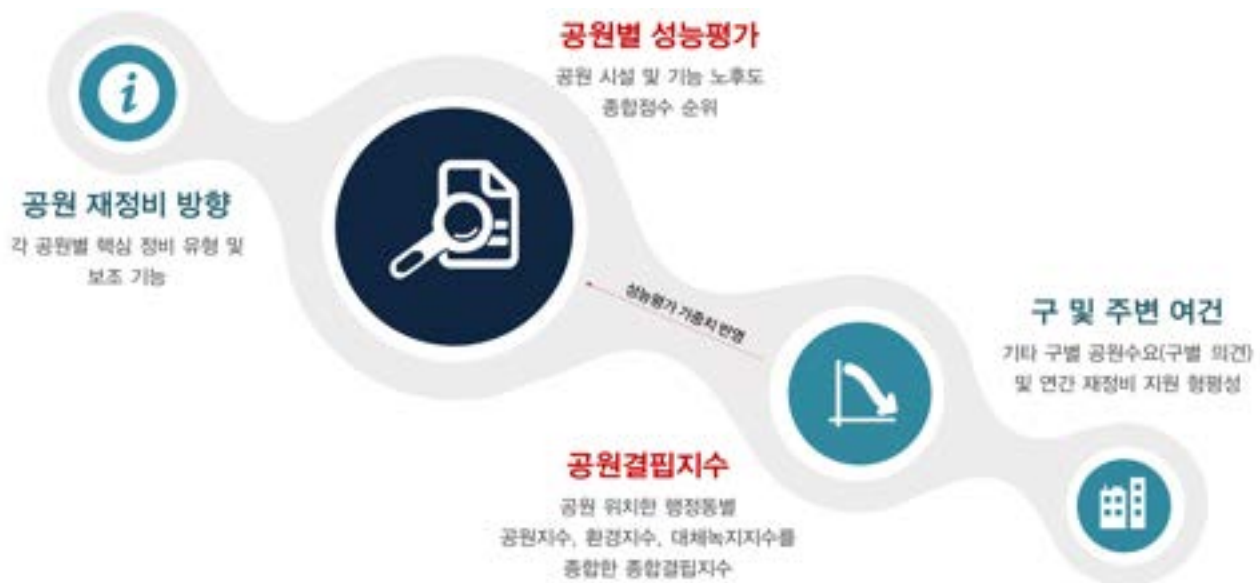 공원별 성능평가
공원 시설 및 기능 노후도
종합점수 순위
공원 재정비 방향
각 공원별 핵심 정비 유형 및
보조 기능
성능평가 가중치 반영
구 및 주변 여건
기타 구별 공원수요(구별 의견)
및 연간 재정비 지원 형평성
공원결핍지수
공원 위치한 행정동별
공원지수, 환경지수, 대체녹지지수를
종합한 종합결핍지수